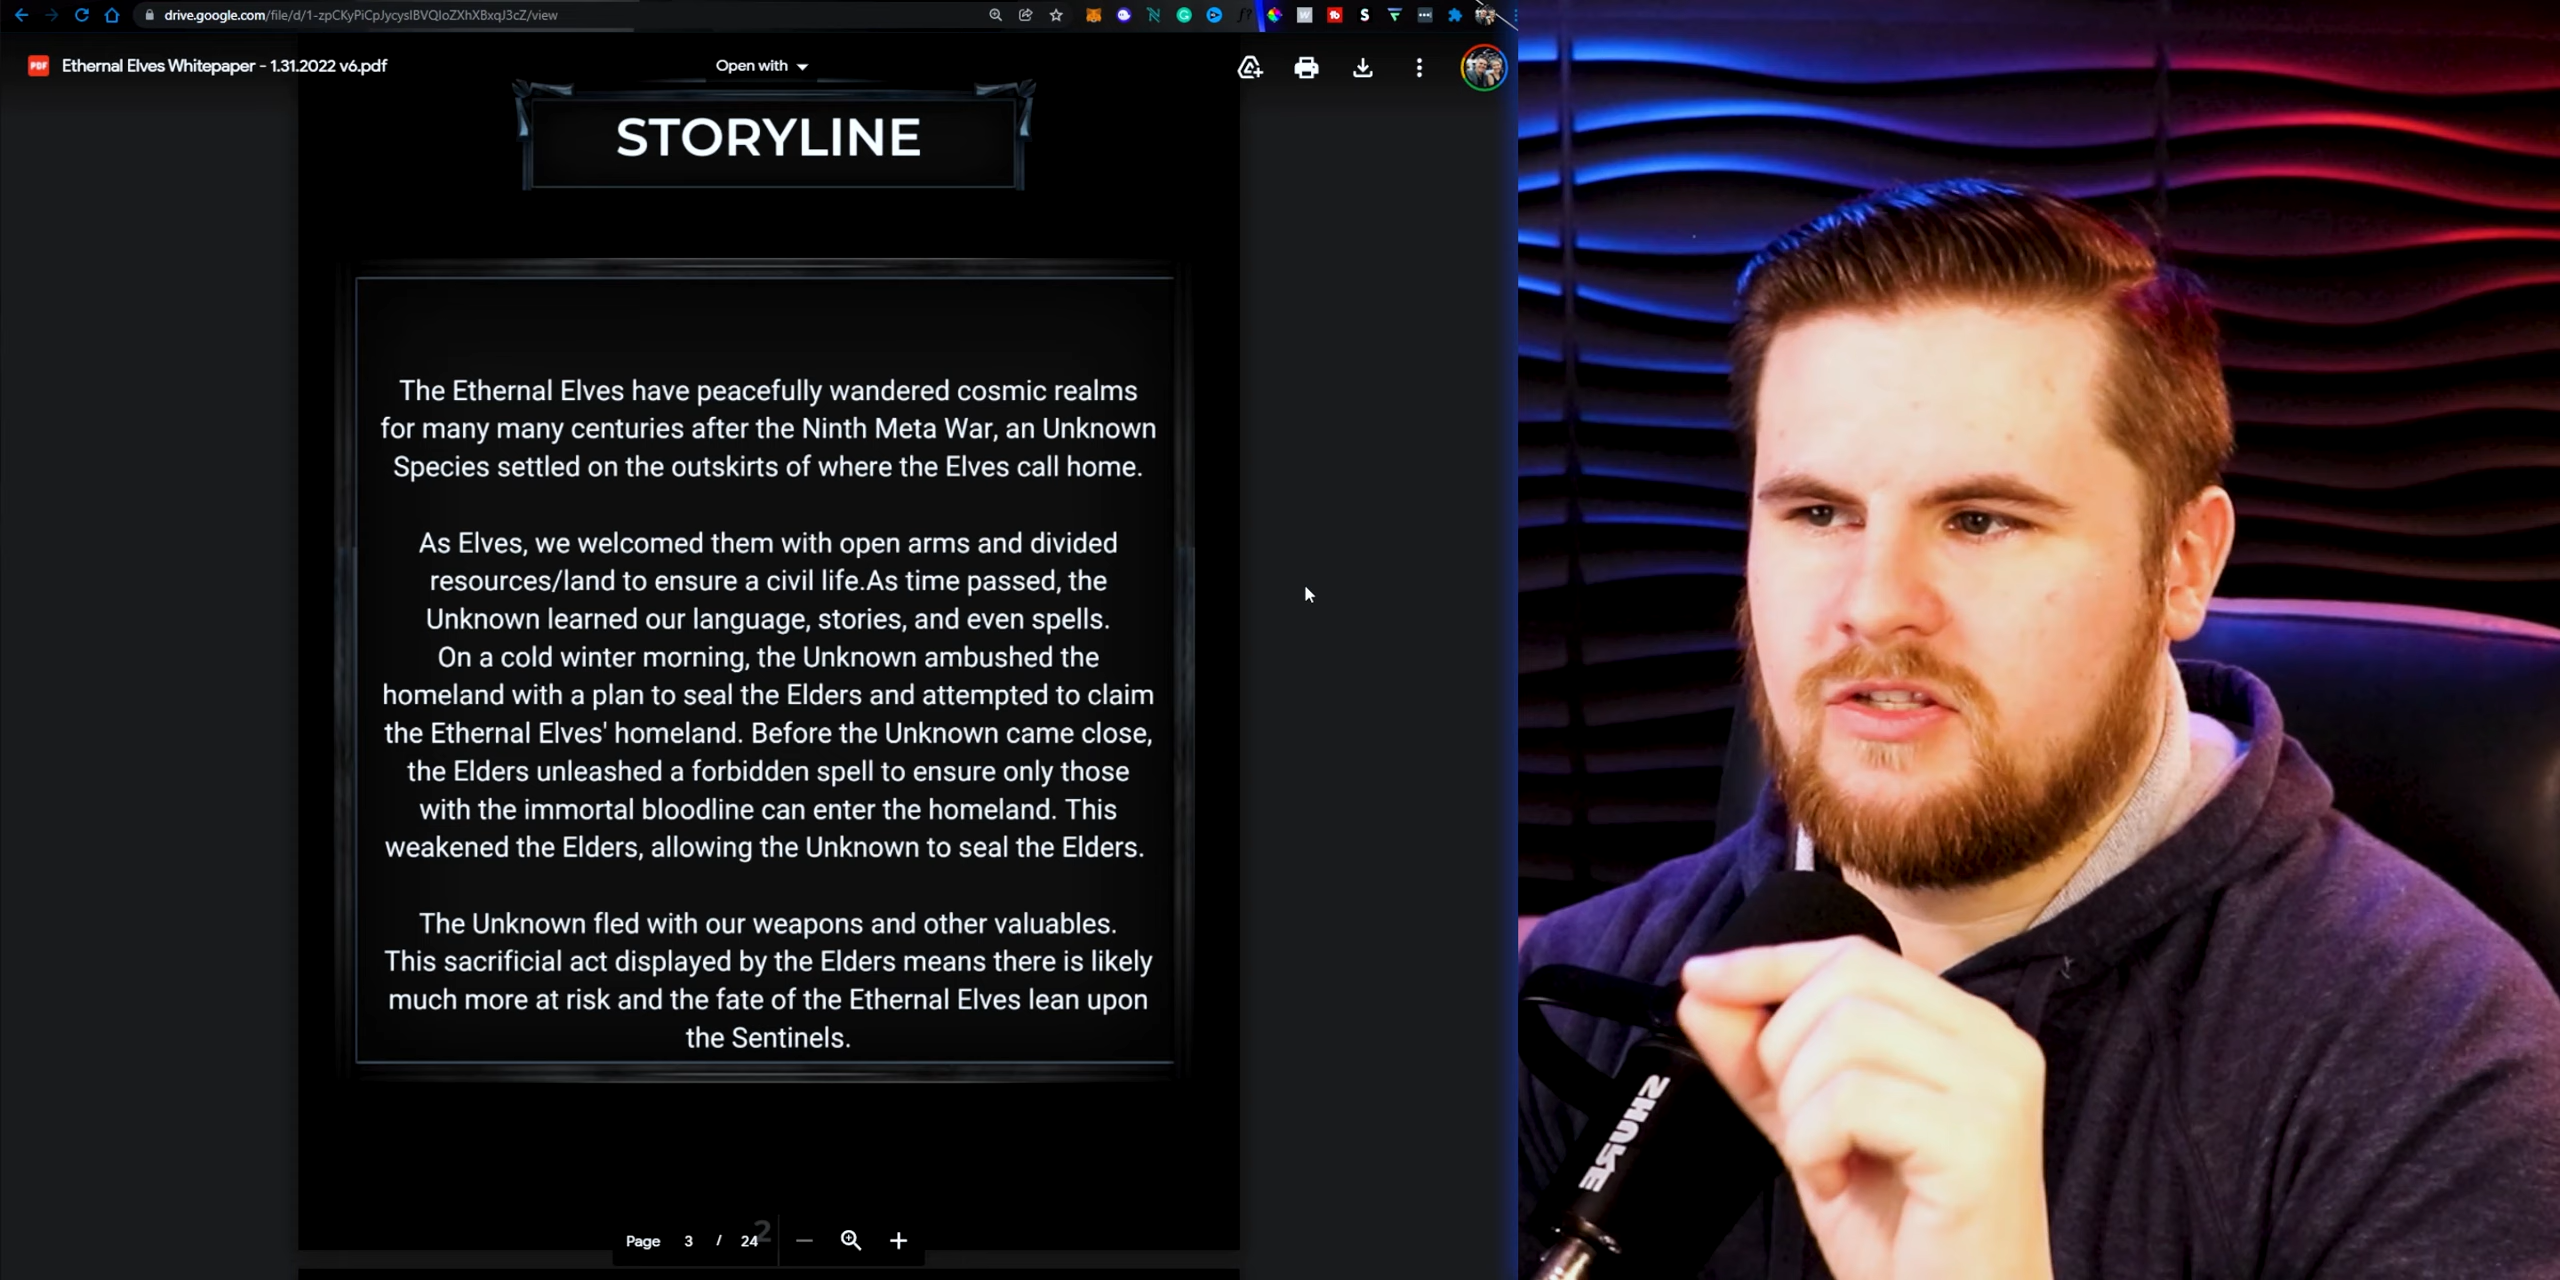 drive.google.com/file/d/1-zpCKyPiCpJycyslBVQIoZXhXBxqJ3cZ/view
PDF
Ethernal Elves Whitepaper - 1.31.2022 v6.pdf
Open with
STORYLINE
The Ethernal Elves have peacefully wandered cosmic realms
for many many centuries after the Ninth Meta War, an Unknown
Species settled on the outskirts of where the Elves call home.
As Elves, we welcomed them with open arms and divided
resources/land to ensure a civil life.As time passed, the
Unknown learned our language, stories, and even spells.
On a cold winter morning, the Unknown ambushed the
homeland with a plan to seal the Elders and attempted to claim
the Ethernal Elves' homeland. Before the Unknown came close,
the Elders unleashed a forbidden spell to ensure only those
with the immortal bloodline can enter the homeland. This
weakened the Elders, allowing the Unknown to seal the Elders.
The Unknown fled with our weapons and other valuables.
This sacrificial act displayed by the Elders means there is likely
much more at risk and the fate of the Ethernal Elves lean upon
the Sentinels.
2
Page 3 / 24
SHURE